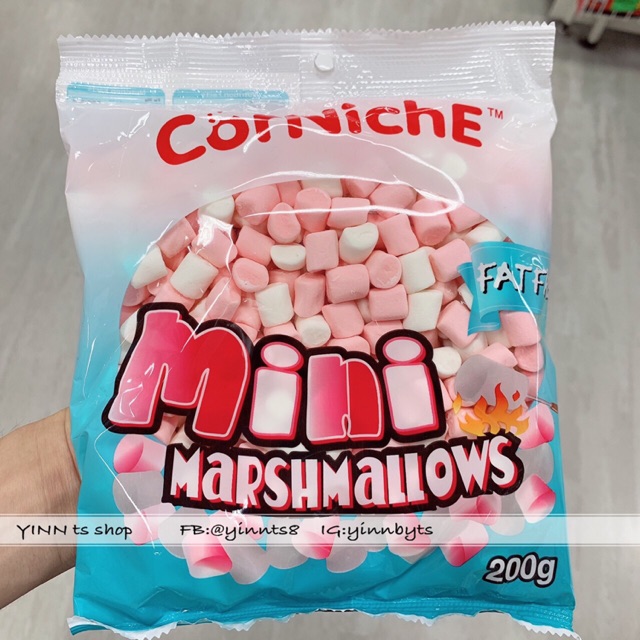 CorNichE™
FAT F
Mini
MARSHMALLOWS
YINN ts shop FB:@yinnts8 IG:yinnbyts
200g